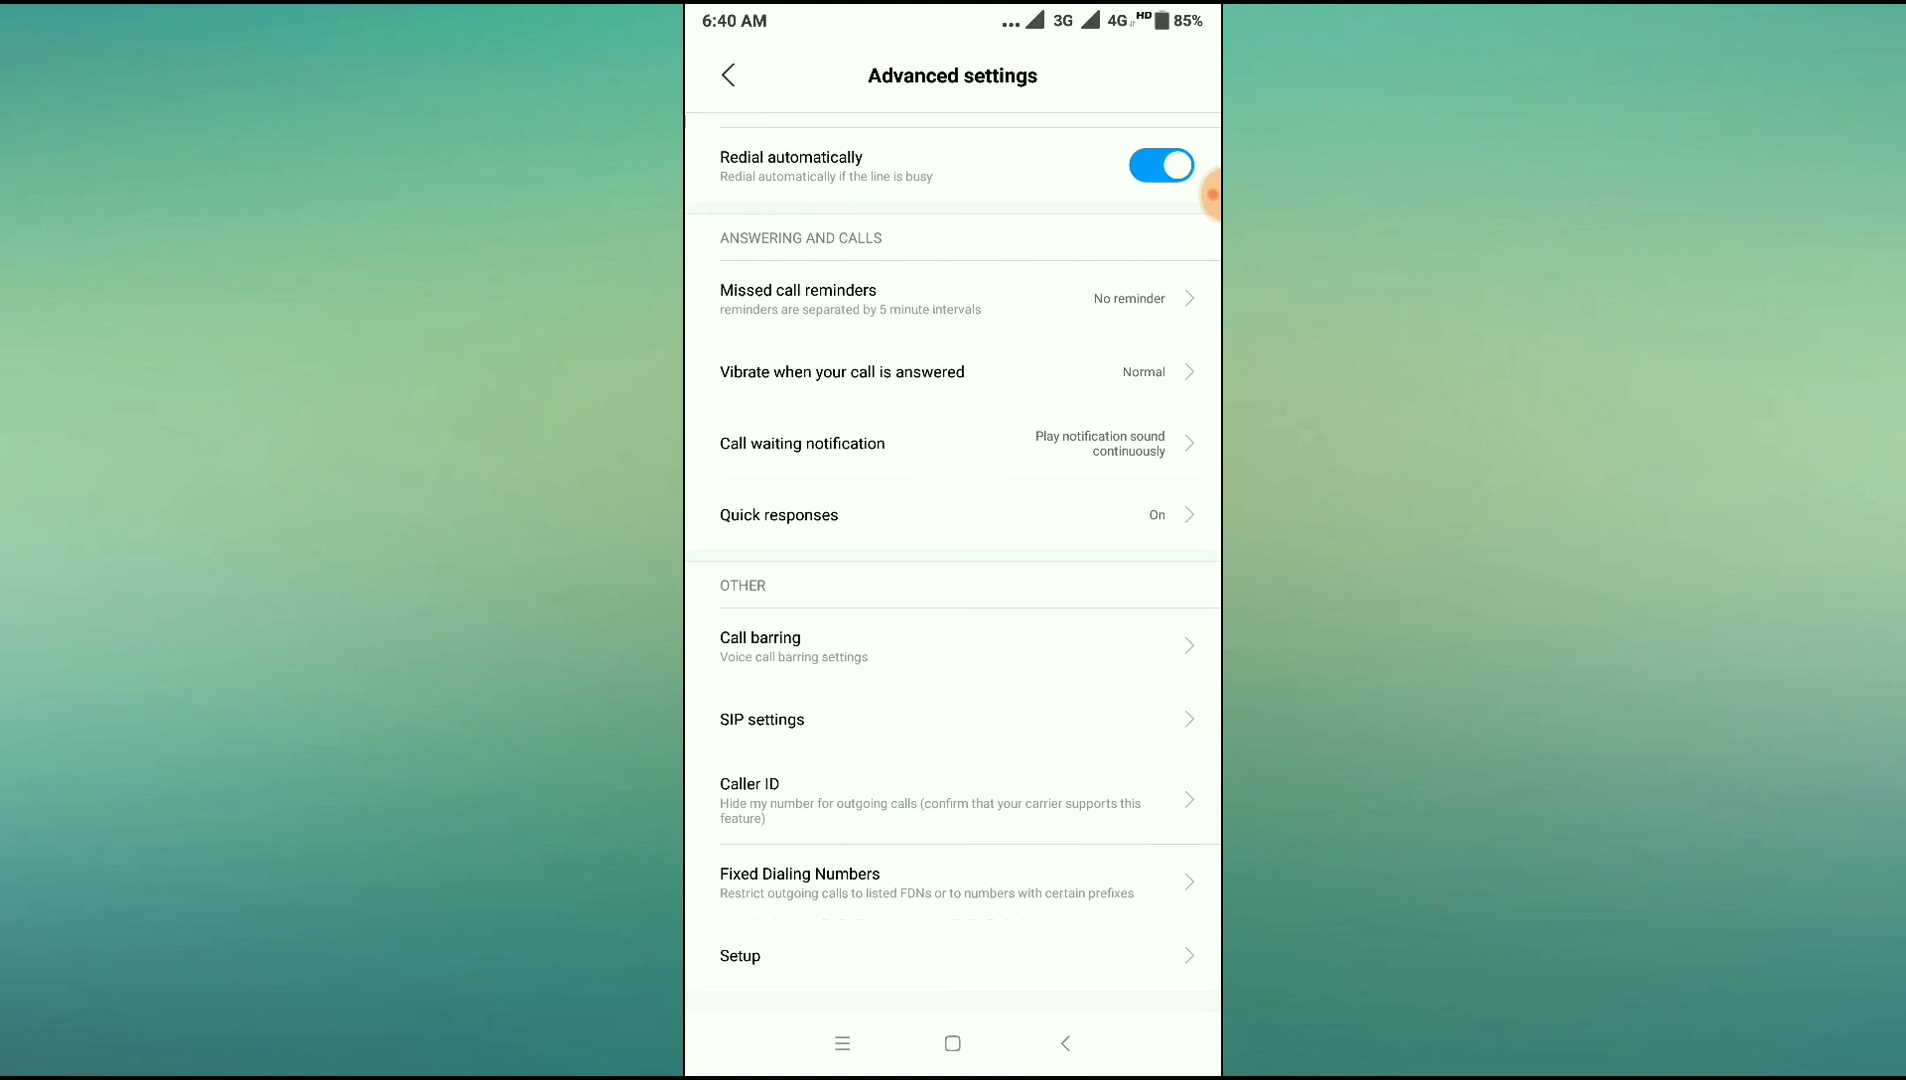 6:40 AM
... 3G 4G HD 85%
Advanced settings
Redial automatically
Redial automatically if the line is busy
ANSWERING AND CALLS
Missed call reminders
reminders are separated by 5 minute intervals
No reminder
Vibrate when your call is answered
Normal
Call waiting notification
Play notification sound
continuously
Quick responses
On
OTHER
Call barring
Voice call barring settings
SIP settings
Caller ID
Hide my number for outgoing calls (confirm that your carrier supports this
feature)
Fixed Dialing Numbers
Restrict outgoing calls to listed FDNs or to numbers with certain prefixes
Setup